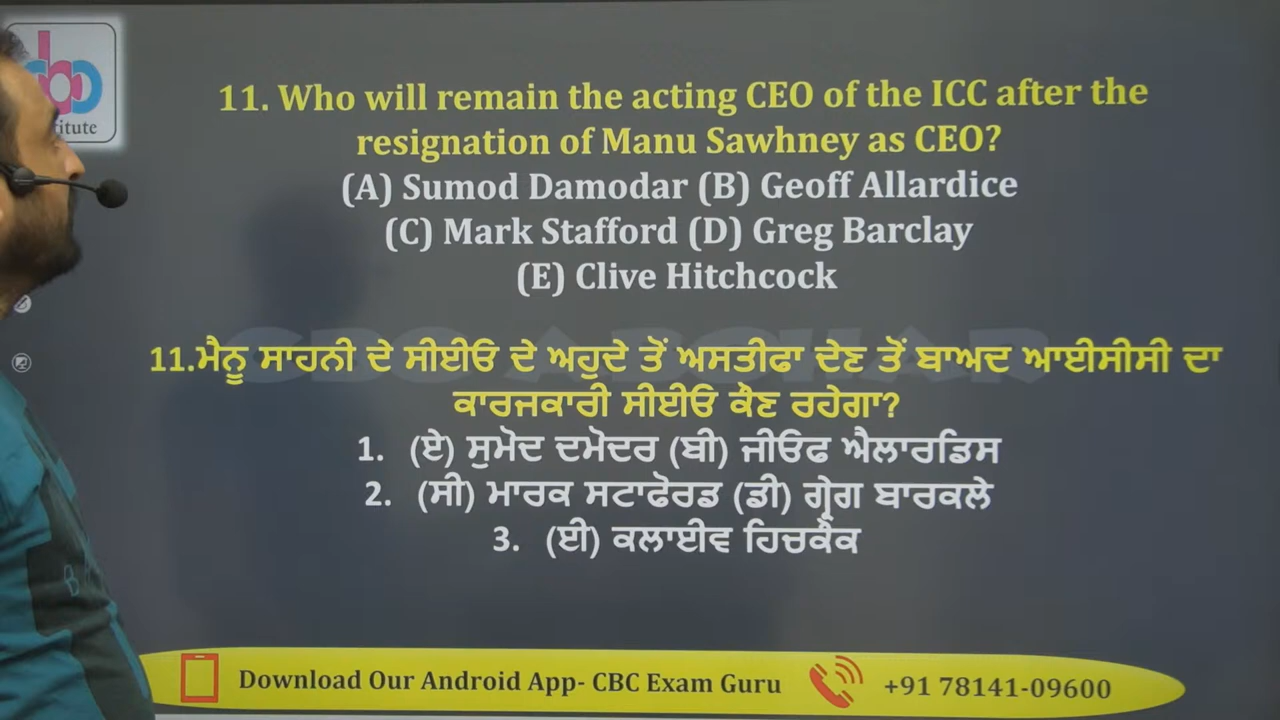 itute
11. Who will remain the acting CEO of the ICC after the
resignation of Manu Sawhney as CEO?
(A) Sumod Damodar (B) Geoff Allardice
(C) Mark Stafford (D) Greg Barclay
(E) Clive Hitchcock
CBC ABOHAR
11.ਮੈਨੂ ਸਾਹਨੀ ਦੇ ਸੀਈਓ ਦੇ ਅਹੁਦੇ ਤੋਂ ਅਸਤੀਫਾ ਦੇਣ ਤੋਂ ਬਾਅਦ ਆਈਸੀਸੀ ਦਾ
ਕਾਰਜਕਾਰੀ ਸੀਈਓ ਕੌਣ ਰਹੇਗਾ?
1. (ਏ) ਸੁਮੋਦ ਦਮੋਦਰ (ਬੀ) ਜੀਓਫ ਐਲਾਰਡਿਸ
2. (ਸੀ) ਮਾਰਕ ਸਟਾਫੋਰਡ (ਡੀ) ਗ੍ਰੇਗ ਬਾਰਕਲੇ
3. (ਈ) ਕਲਾਈਵ ਹਿਚਕੌਕ
Download Our Android App- CBC Exam Guru
+91 78141-09600